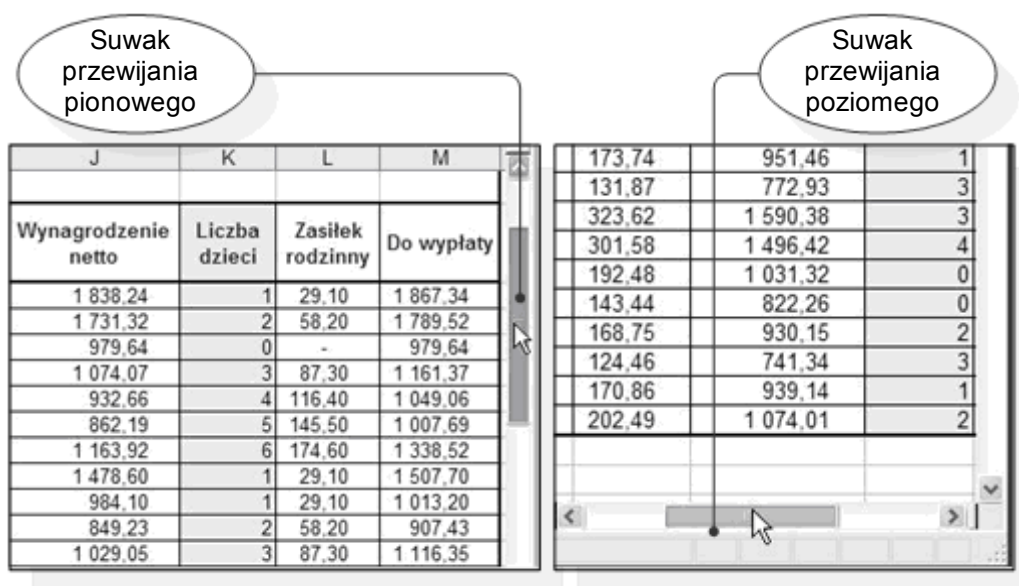 Suwak
przewijania
pionowego
Suwak
przewijania
poziomego
J K L M
Wynagrodzenie netto Liczba dzieci Zasiłek rodzinny Do wypłaty
1 838,24 1 29,10 1 867,34
1 731,32 2 58,20 1 789,52
979,64 0 - 979,64
1 074,07 3 87,30 1 161,37
932,66 4 116,40 1 049,06
862,19 5 145,50 1 007,69
1 163,92 6 174,60 1 338,52
1 478,60 1 29,10 1 507,70
984,10 1 29,10 1 013,20
849,23 2 58,20 907,43
1 029,05 3 87,30 1 116,35
173,74 951,46 1
131,87 772,93 3
323,62 1 590,38 3
301,58 1 496,42 4
192,48 1 031,32 0
143,44 822,26 0
168,75 930,15 2
124,46 741,34 3
170,86 939,14 1
202,49 1 074,01 2